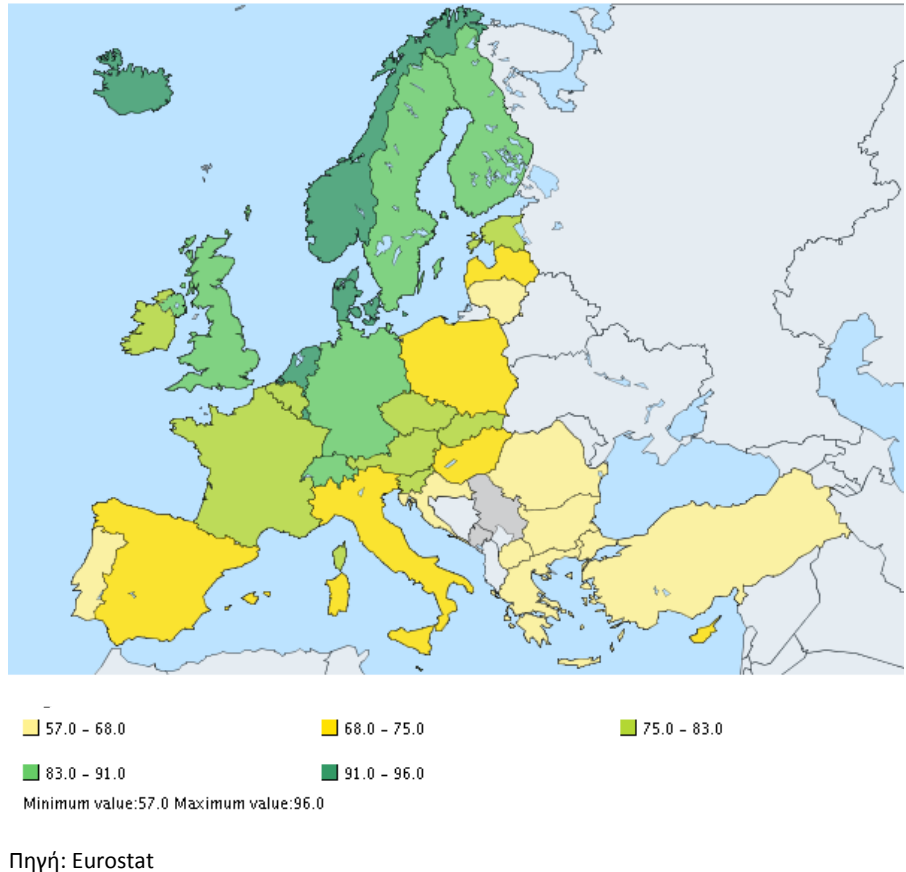 57.0 - 68.0
68.0 - 75.0
75.0 - 83.0
83.0 - 91.0
91.0 - 96.0
Minimum value:57.0 Maximum value:96.0
Πηγή: Eurostat